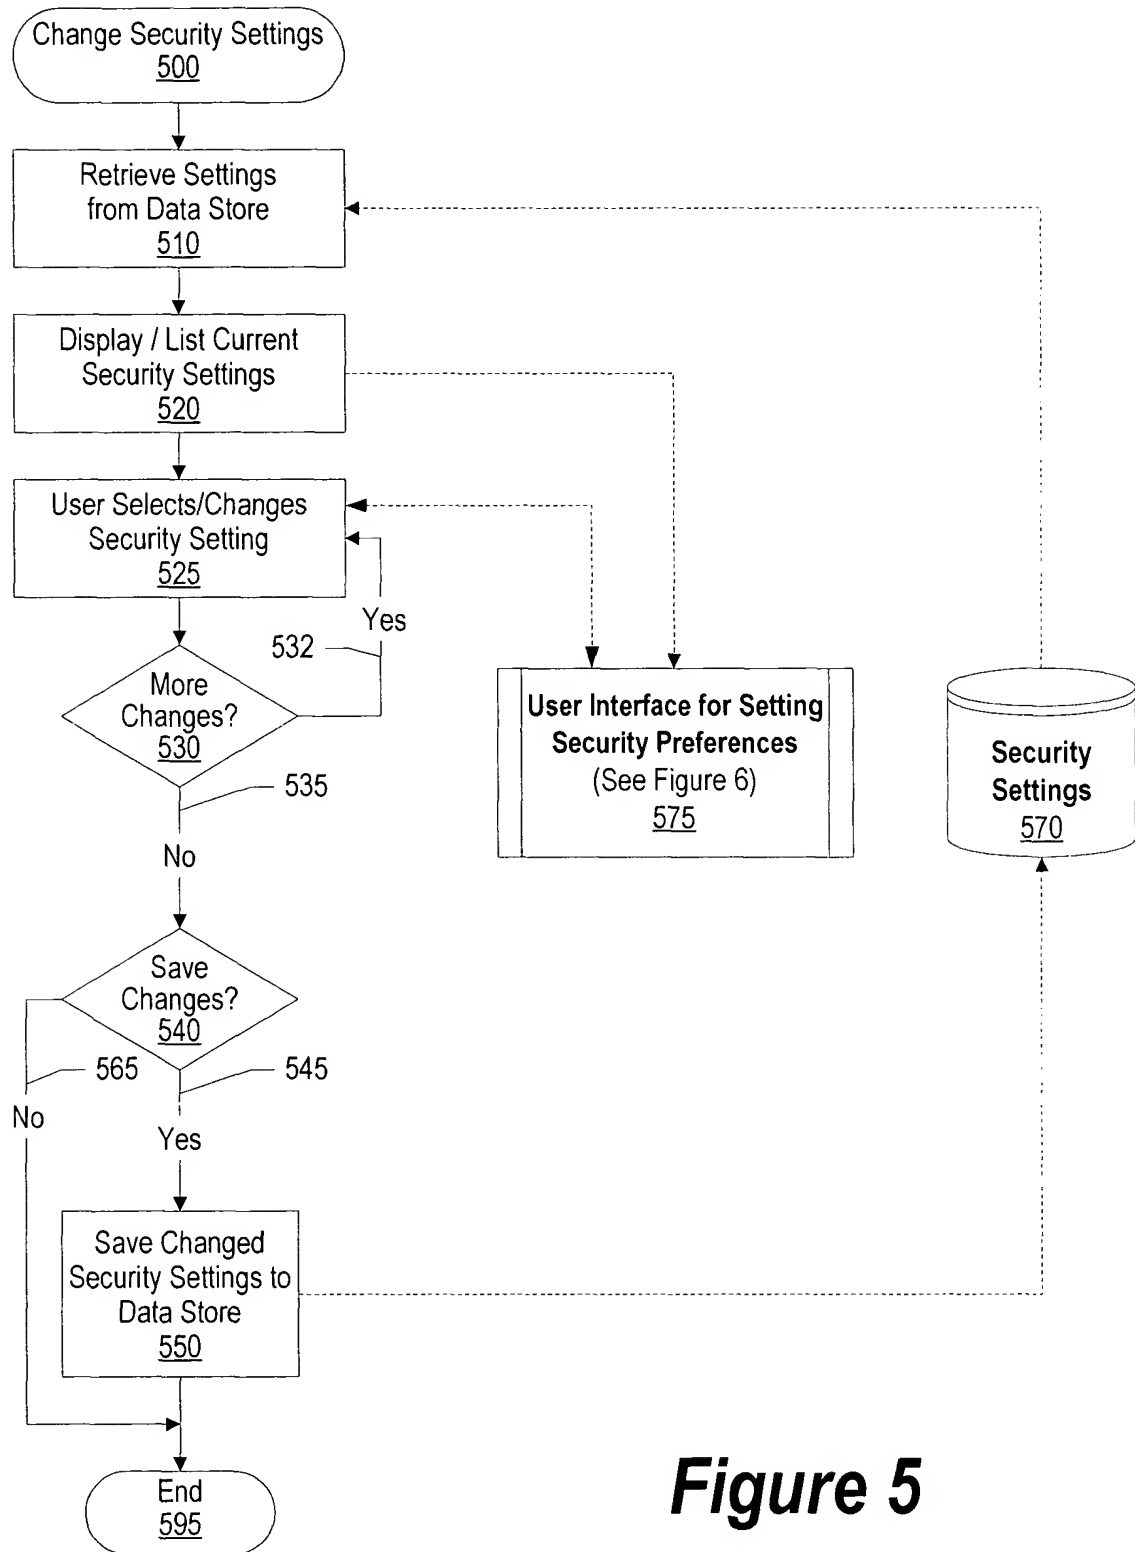 Change Security Settings
500
Retrieve Settings
from Data Store
510
Display / List Current
Security Settings
520
User Selects/Changes
Security Setting
525
Yes
532
More
Changes?
530
535
No
User Interface for Setting
Security Preferences
(See Figure 6)
575
Security
Settings
570
Save
Changes?
540
565
545
No
Yes
Save Changed
Security Settings to
Data Store
550
End
595
Figure 5